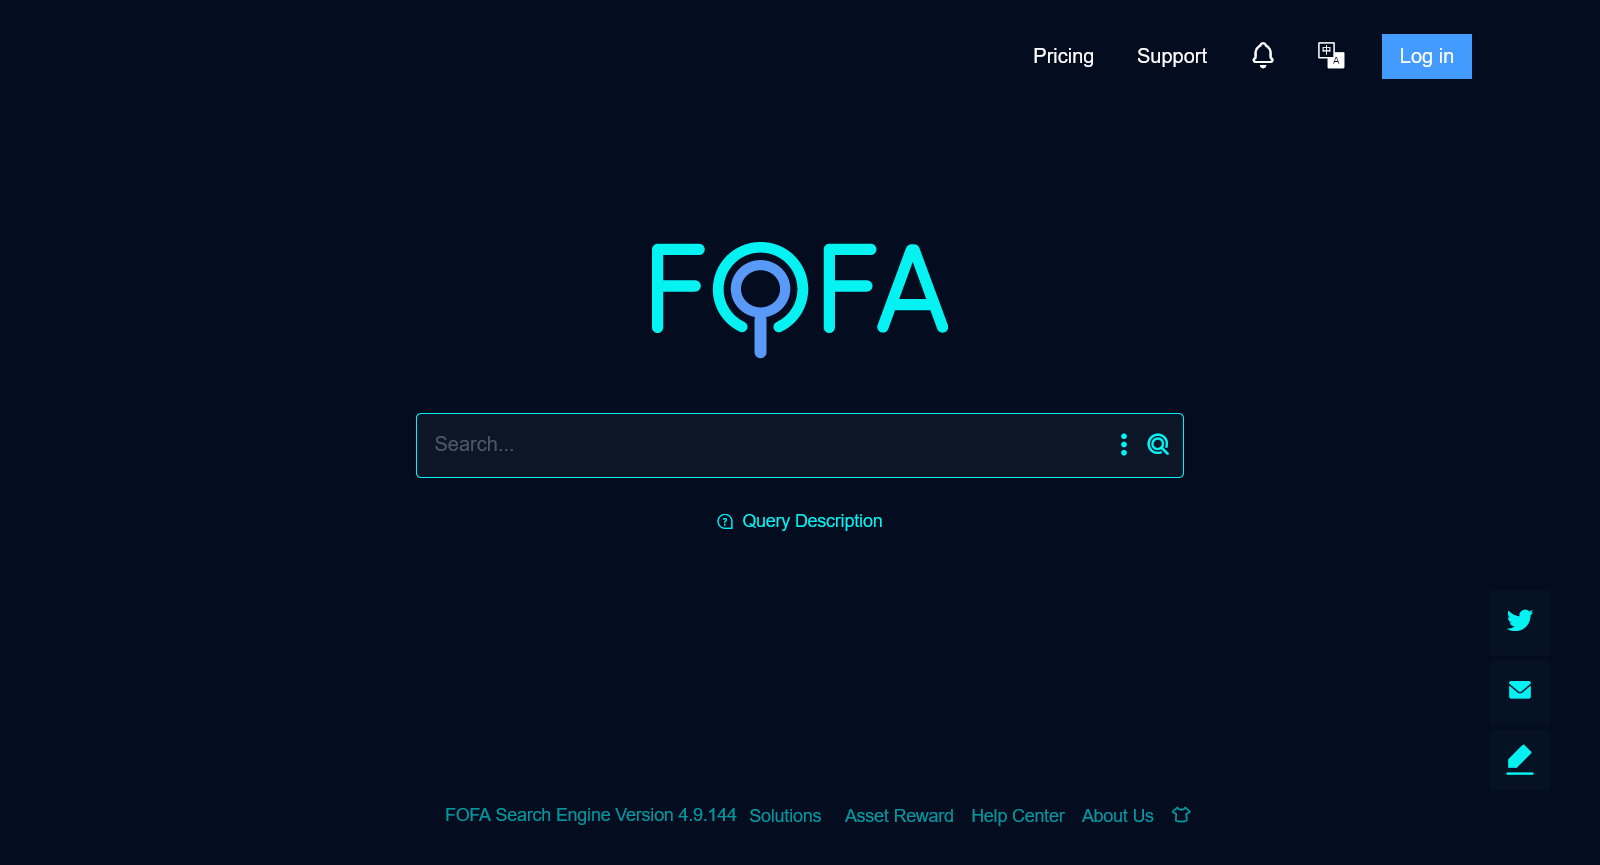 Pricing
Support
中
A
Log in
FOFA
Search...
Query Description
FOFA Search Engine Version 4.9.144
Solutions
Asset Reward
Help Center
About Us